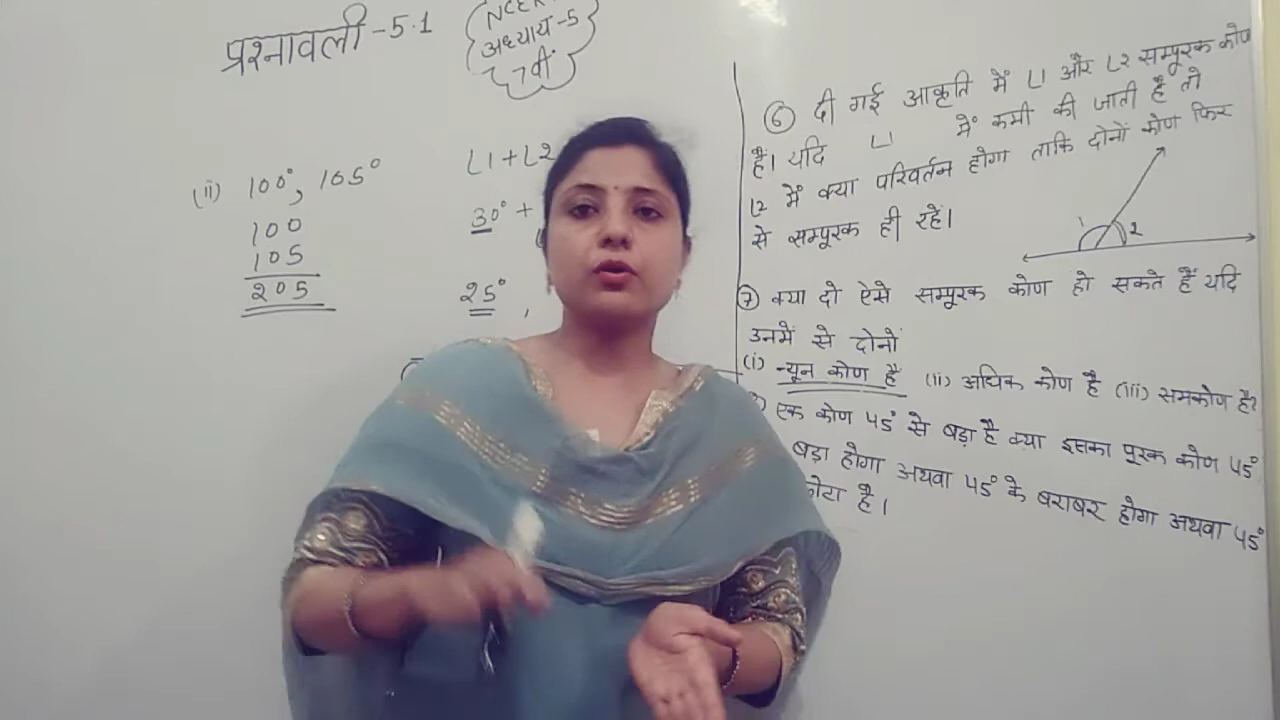 प्रश्नावली-5.1
NCER
अध्याय-5
7वीं
(ii) 100°, 105°
100
105
205
∠1+∠2
30° +
25° ,
⑥ दी गई आकृति में ∠1 और ∠2 सम्पूरक कोण
हैं। यदि ∠1 में कमी की जाती है तो
∠2 में क्या परिवर्तन होगा ताकि दोनों कोण फिर
से सम्पूरक ही रहें।
1 2
⑦ क्या दो ऐसे सम्पूरक कोण हो सकते हैं यदि
उनमें से दोनों
(i) न्यून कोण है (ii) अधिक कोण है (iii) समकोण है?
एक कोण 45° से बड़ा है क्या इसका पूरक कोण 45°
बड़ा होगा अथवा 45° के बराबर होगा अथवा 45°
छोटा है।